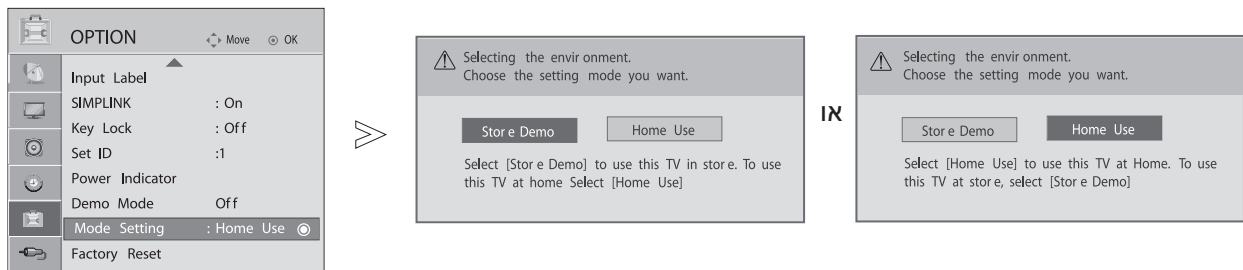 OPTION
Move
OK
Input Label
SIMPLINK : On
Key Lock : Off
Set ID :1
Power Indicator
Demo Mode Off
Mode Setting : Home Use
Factory Reset
Selecting the envir onment.
Choose the setting mode you want.
Stor e Demo
Home Use
Select [Stor e Demo] to use this TV in stor e. To use
this TV at home Select [Home Use]
או
Selecting the envir onment.
Choose the setting mode you want.
Stor e Demo
Home Use
Select [Home Use] to use this TV at Home. To use
this TV at stor e, select [Stor e Demo]